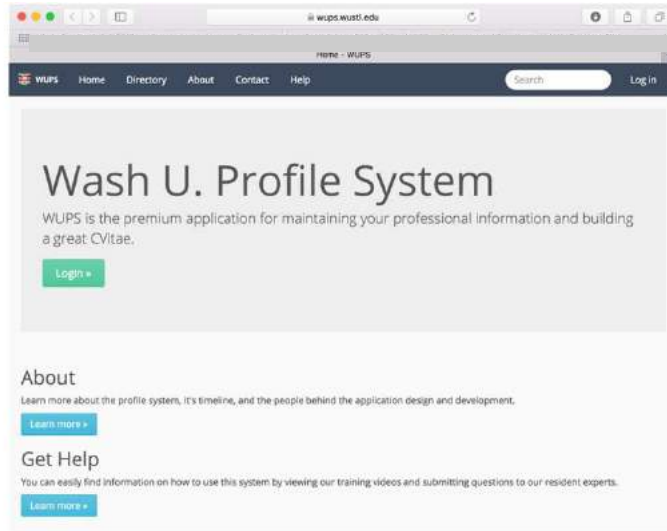 wups.wustl.edu
Home - WUPS
WUPS Home Directory About Contact Help Search Log in
Wash U. Profile System
WUPS is the premium application for maintaining your professional information and building
a great CVitae.
Login »
About
Learn more about the profile system, it's timeline, and the people behind the application design and development.
Learn more »
Get Help
You can easily find information on how to use this system by viewing our training videos and submitting questions to our resident experts.
Learn more »